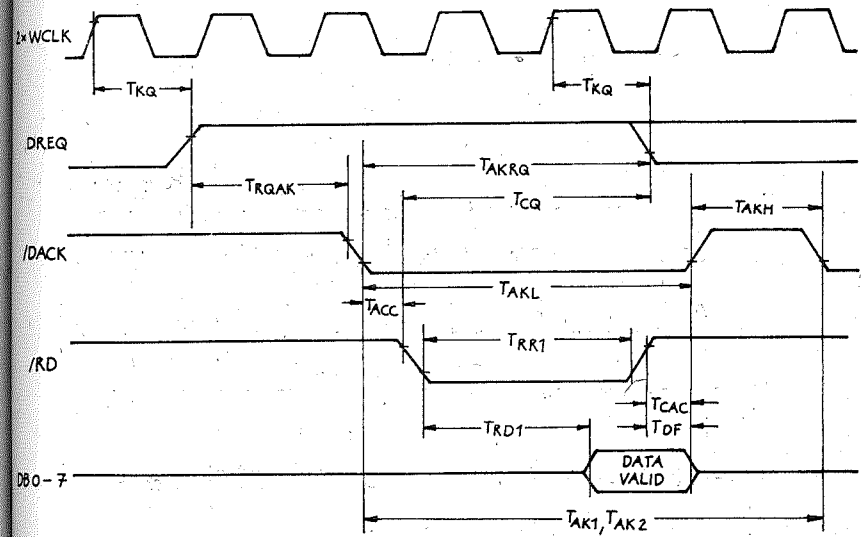 2×WCLK
TKQ TKQ
DREQ
TRQAK TAKRQ
TCQ
TAKH
/DACK
TAKL
TACC
TRR1
/RD
TCAC
TRD1 TDF
DB0-7 DATA VALID
TAK1, TAK2